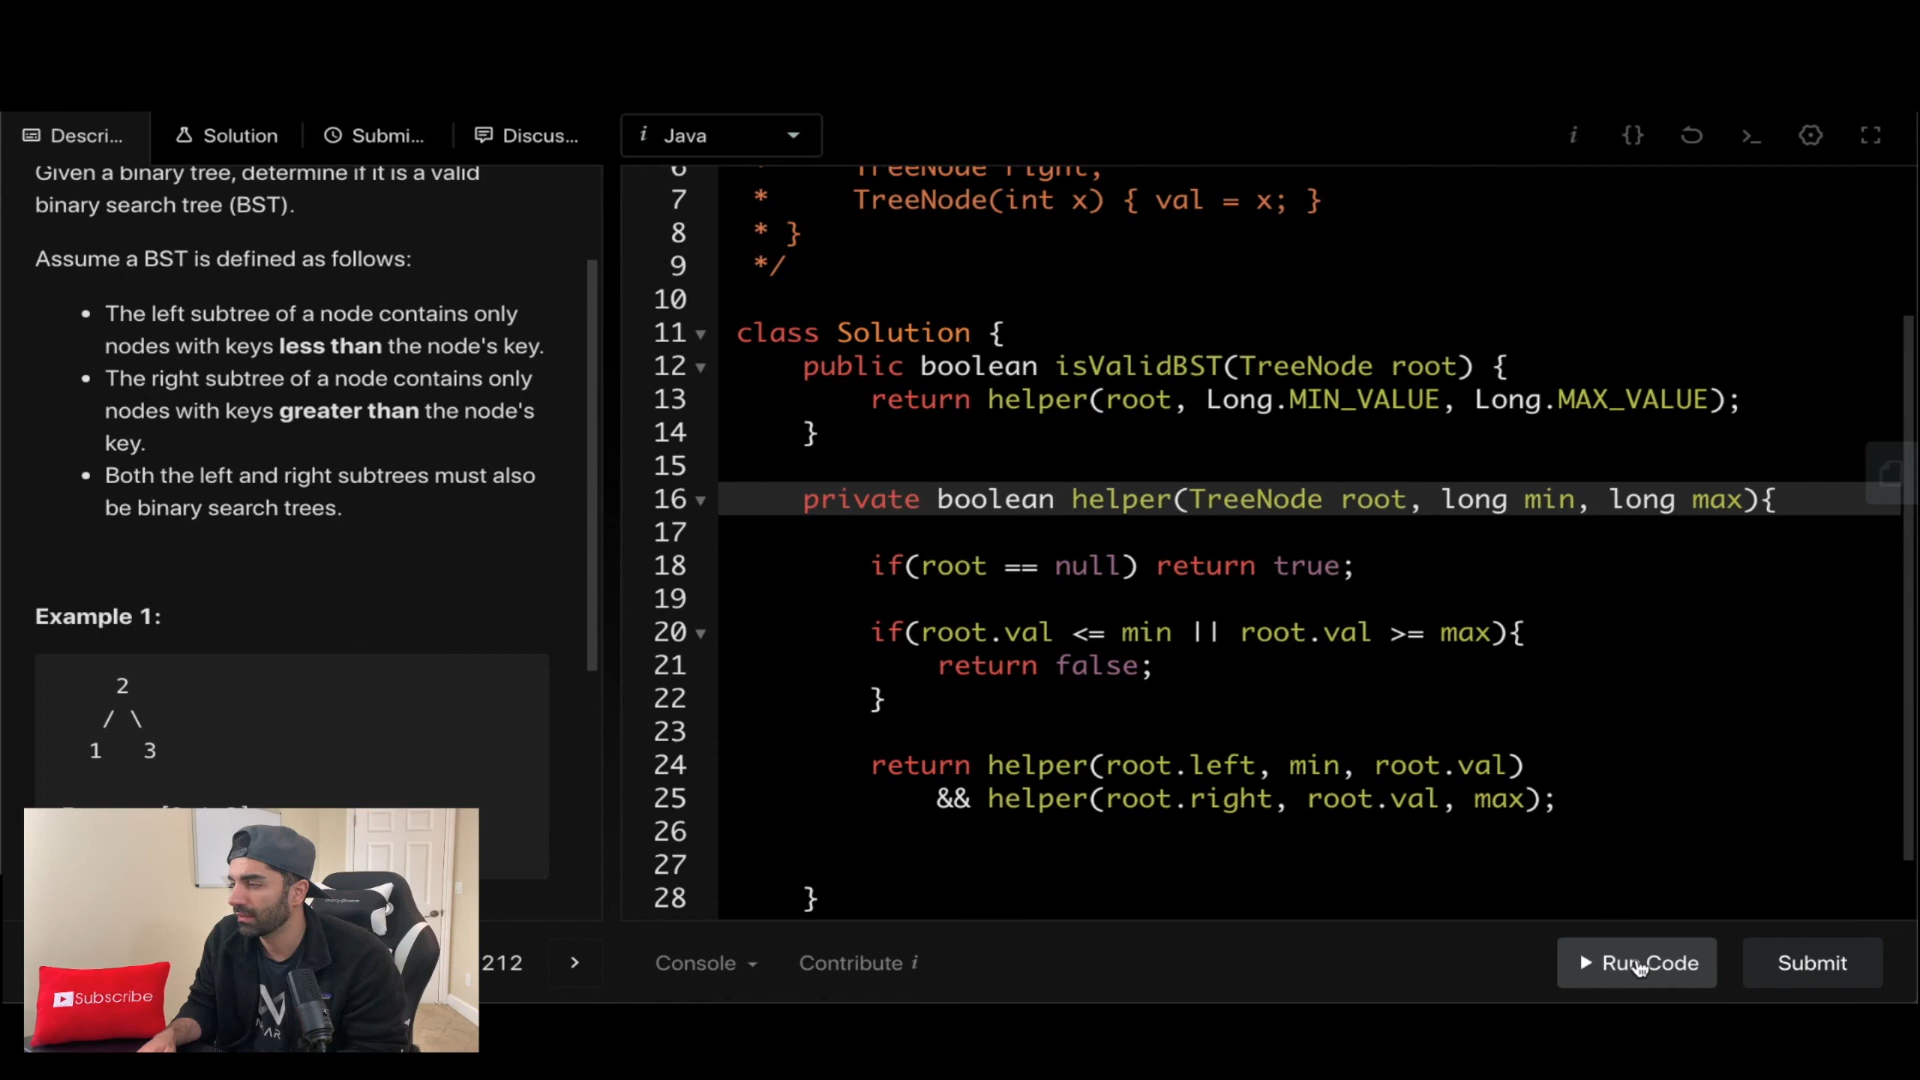 Descri...
Solution
Submi...
Discus...
i Java
i {} >_
Given a binary tree, determine if it is a valid
binary search tree (BST).
Assume a BST is defined as follows:
• The left subtree of a node contains only
nodes with keys less than the node's key.
• The right subtree of a node contains only
nodes with keys greater than the node's
key.
• Both the left and right subtrees must also
be binary search trees.
Example 1:
2
/ \
1 3
6 * TreeNode right;
7 * TreeNode(int x) { val = x; }
8 * }
9 */
10
11 class Solution {
12 public boolean isValidBST(TreeNode root) {
13 return helper(root, Long.MIN_VALUE, Long.MAX_VALUE);
14 }
15
16 private boolean helper(TreeNode root, long min, long max){
17
18 if(root == null) return true;
19
20 if(root.val <= min || root.val >= max){
21 return false;
22 }
23
24 return helper(root.left, min, root.val)
25 && helper(root.right, root.val, max);
26
27
28 }
Subscribe
212 >
Console
Contribute i
Run Code
Submit